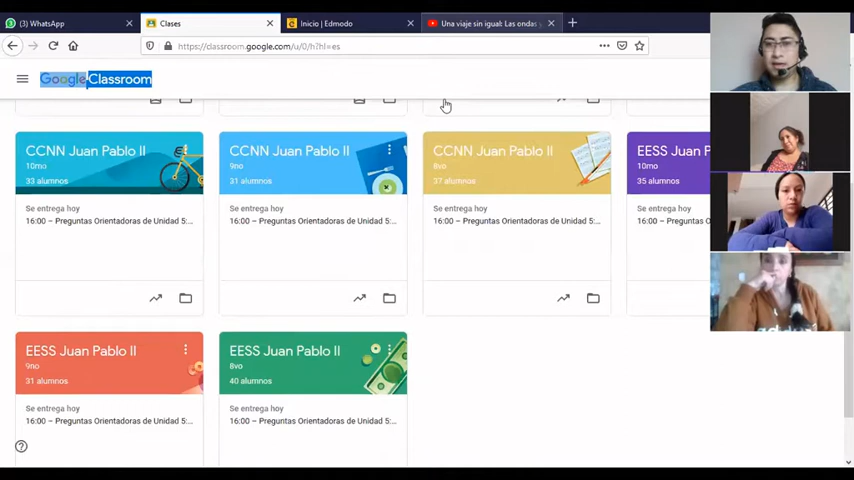 (3) WhatsApp
Clases
Inicio | Edmodo
Una viaje sin igual: Las ondas y
https://classroom.google.com/u/0/h?hl=es
Google Classroom
CCNN Juan Pablo II
10mo
33 alumnos
Se entrega hoy
16:00 – Preguntas Orientadoras de Unidad 5:...
CCNN Juan Pablo II
9no
31 alumnos
Se entrega hoy
16:00 – Preguntas Orientadoras de Unidad 5:...
CCNN Juan Pablo II
8vo
37 alumnos
Se entrega hoy
16:00 – Preguntas Orientadoras de Unidad 5:...
EESS Juan Pablo
10mo
35 alumnos
Se entrega hoy
16:00 – Preguntas
EESS Juan Pablo II
9no
31 alumnos
Se entrega hoy
16:00 – Preguntas Orientadoras de Unidad 5:...
EESS Juan Pablo II
8vo
40 alumnos
Se entrega hoy
16:00 – Preguntas Orientadoras de Unidad 5:...